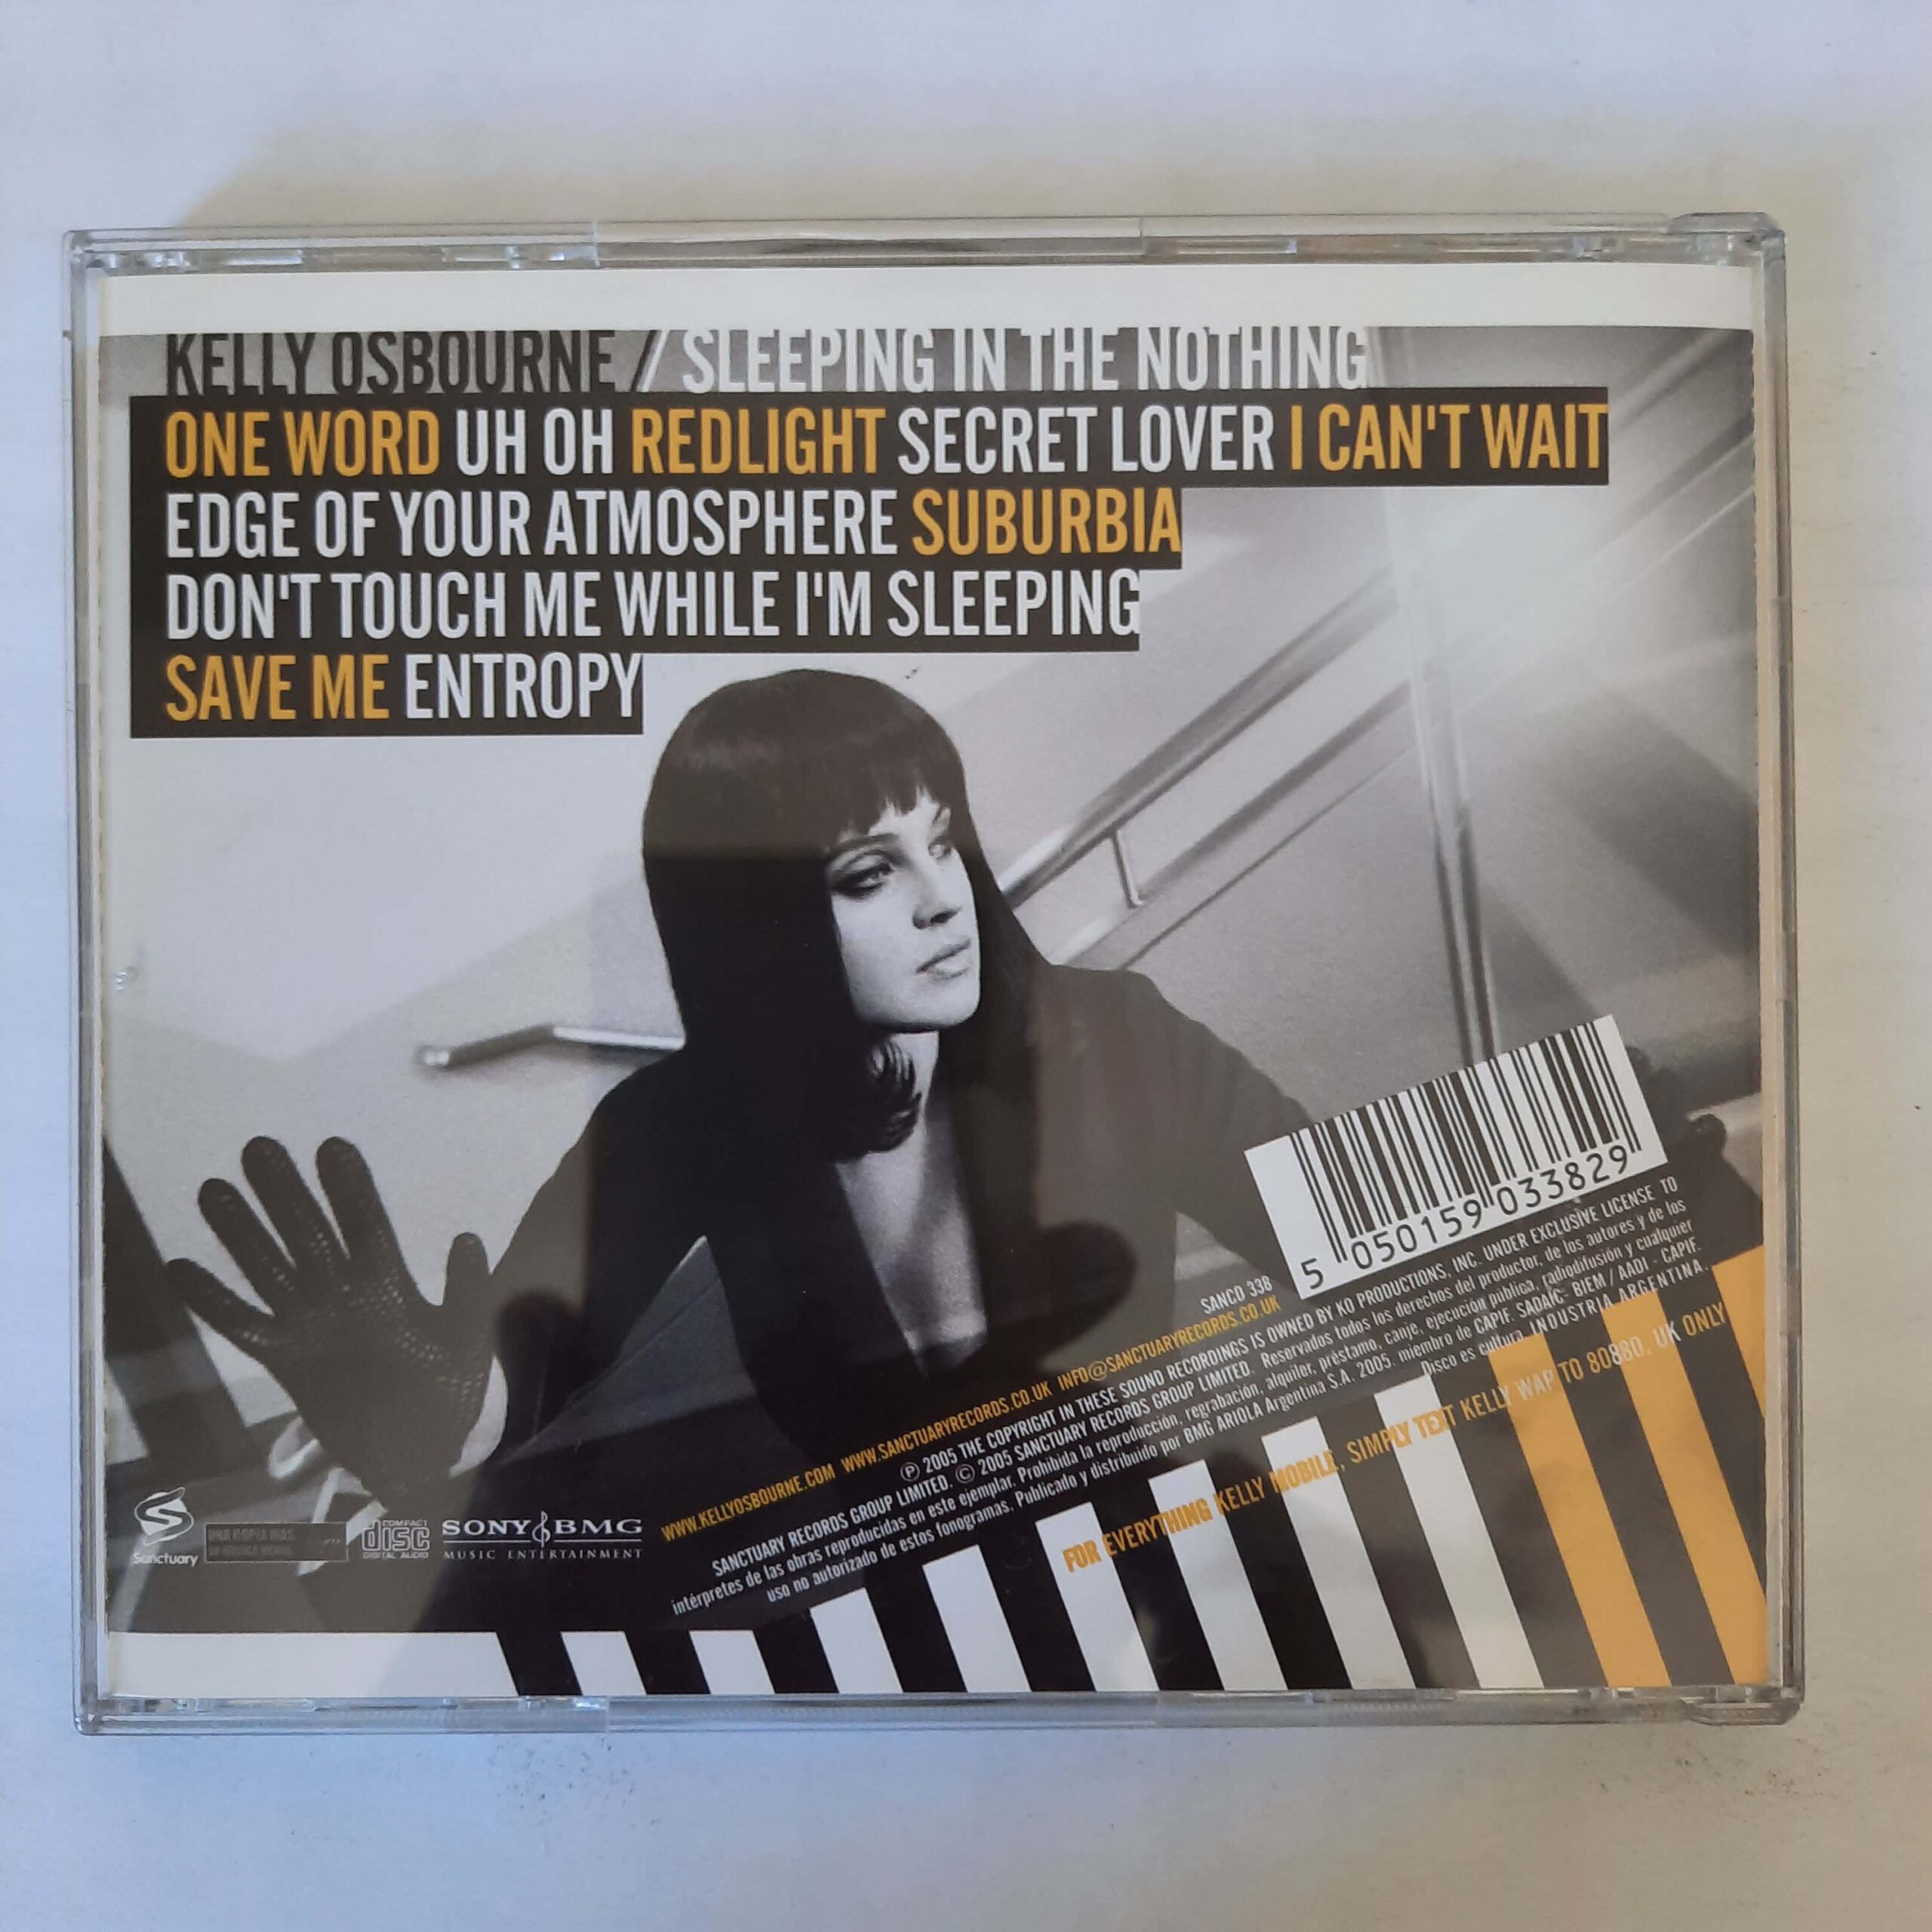 KELLY OSBOURNE / SLEEPING IN THE NOTHING
ONE WORD UH OH REDLIGHT SECRET LOVER I CAN'T WAIT
EDGE OF YOUR ATMOSPHERE SUBURBIA
DON'T TOUCH ME WHILE I'M SLEEPING
SAVE ME ENTROPY
5 050159 033829
SANCD 338
WWW.KELLYOSBOURNE.COM WWW.SANCTUARYRECORDS.CO.UK INFO@SANCTUARYRECORDS.CO.UK
Ⓟ 2005 THE COPYRIGHT IN THESE SOUND RECORDINGS IS OWNED BY KO PRODUCTIONS, INC. UNDER EXCLUSIVE LICENSE TO
SANCTUARY RECORDS GROUP LIMITED. © 2005 SANCTUARY RECORDS GROUP LIMITED. Reservados todos los derechos del productor, de los autores y de los
intérpretes de las obras reproducidas en este ejemplar. Prohibida la reproducción, regrabación, alquiler, préstamo, canje, ejecución pública, radiodifusión y cualquier
uso no autorizado de estos fonogramas. Publicado y distribuido por BMG ARIOLA Argentina S.A. 2005. miembro de CAPIF. SADAIC- BIEM / AADI - CAPIF.
Disco es cultura. INDUSTRIA ARGENTINA.
FOR EVERYTHING KELLY MOBILE, SIMPLY TEXT KELLY WAP TO 80880. UK ONLY
Sanctuary
UNA COPIA MAS
COMPACT
disc
DIGITAL AUDIO
SONY BMG
MUSIC ENTERTAINMENT